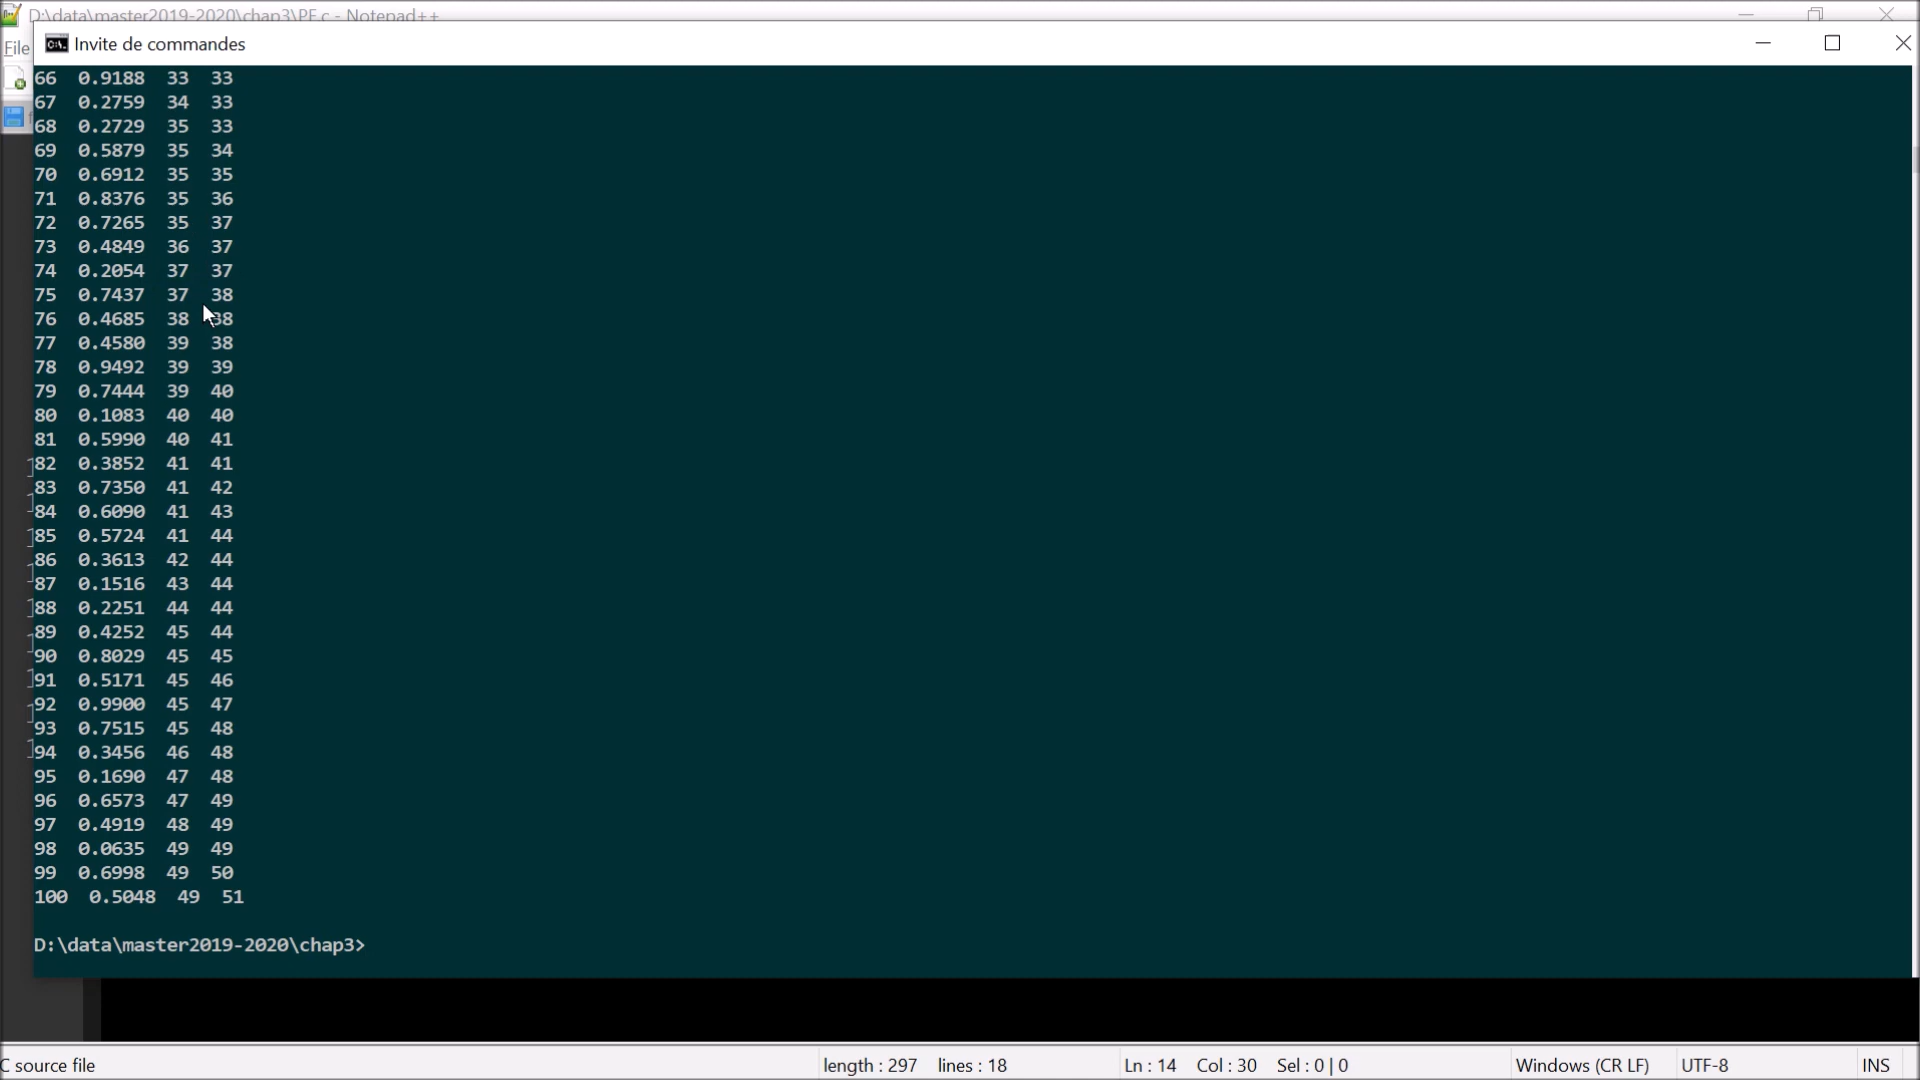 D:\data\master2019-2020\chap3\PF.c - Notepad++
File
Invite de commandes
66 0.9188 33 33
67 0.2759 34 33
68 0.2729 35 33
69 0.5879 35 34
70 0.6912 35 35
71 0.8376 35 36
72 0.7265 35 37
73 0.4849 36 37
74 0.2054 37 37
75 0.7437 37 38
76 0.4685 38 38
77 0.4580 39 38
78 0.9492 39 39
79 0.7444 39 40
80 0.1083 40 40
81 0.5990 40 41
82 0.3852 41 41
83 0.7350 41 42
84 0.6090 41 43
85 0.5724 41 44
86 0.3613 42 44
87 0.1516 43 44
88 0.2251 44 44
89 0.4252 45 44
90 0.8029 45 45
91 0.5171 45 46
92 0.9900 45 47
93 0.7515 45 48
94 0.3456 46 48
95 0.1690 47 48
96 0.6573 47 49
97 0.4919 48 49
98 0.0635 49 49
99 0.6998 49 50
100 0.5048 49 51
D:\data\master2019-2020\chap3>
C source file length : 297 lines : 18 Ln : 14 Col : 30 Sel : 0 | 0 Windows (CR LF) UTF-8 INS